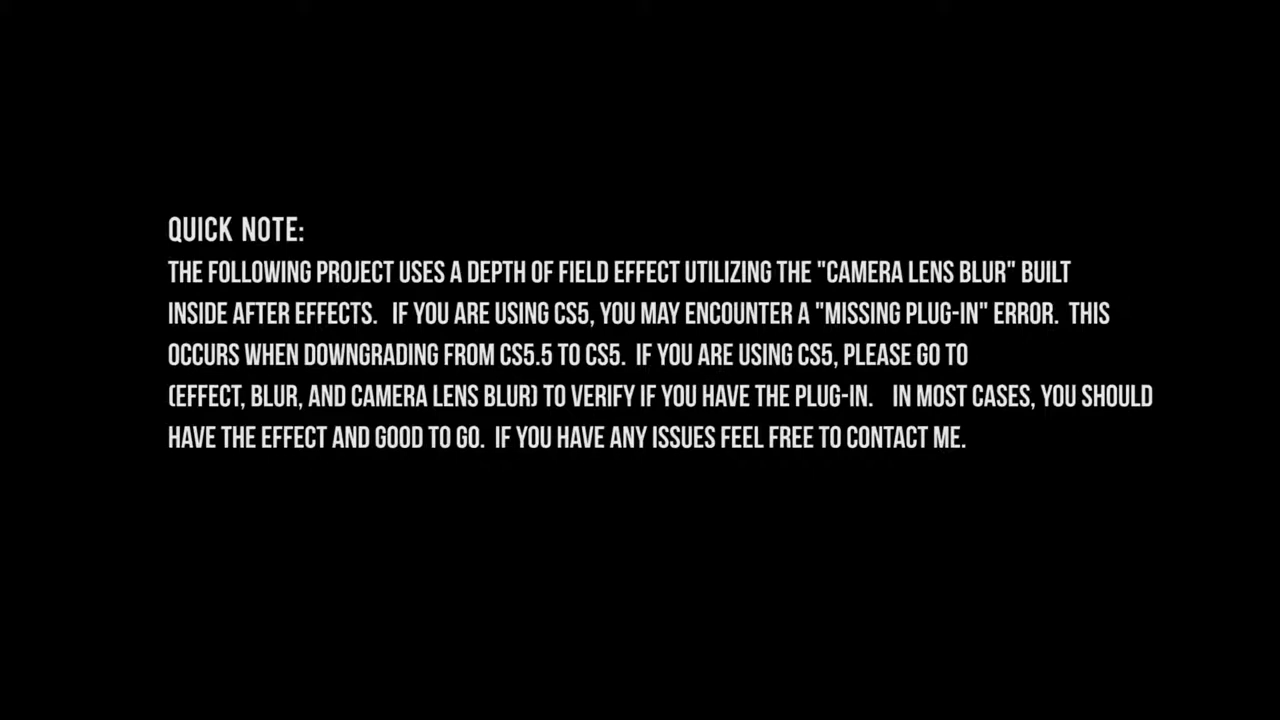 QUICK NOTE:
THE FOLLOWING PROJECT USES A DEPTH OF FIELD EFFECT UTILIZING THE "CAMERA LENS BLUR" BUILT
INSIDE AFTER EFFECTS. IF YOU ARE USING CS5, YOU MAY ENCOUNTER A "MISSING PLUG-IN" ERROR. THIS
OCCURS WHEN DOWNGRADING FROM CS5.5 TO CS5. IF YOU ARE USING CS5, PLEASE GO TO
(EFFECT, BLUR, AND CAMERA LENS BLUR) TO VERIFY IF YOU HAVE THE PLUG-IN. IN MOST CASES, YOU SHOULD
HAVE THE EFFECT AND GOOD TO GO. IF YOU HAVE ANY ISSUES FEEL FREE TO CONTACT ME.